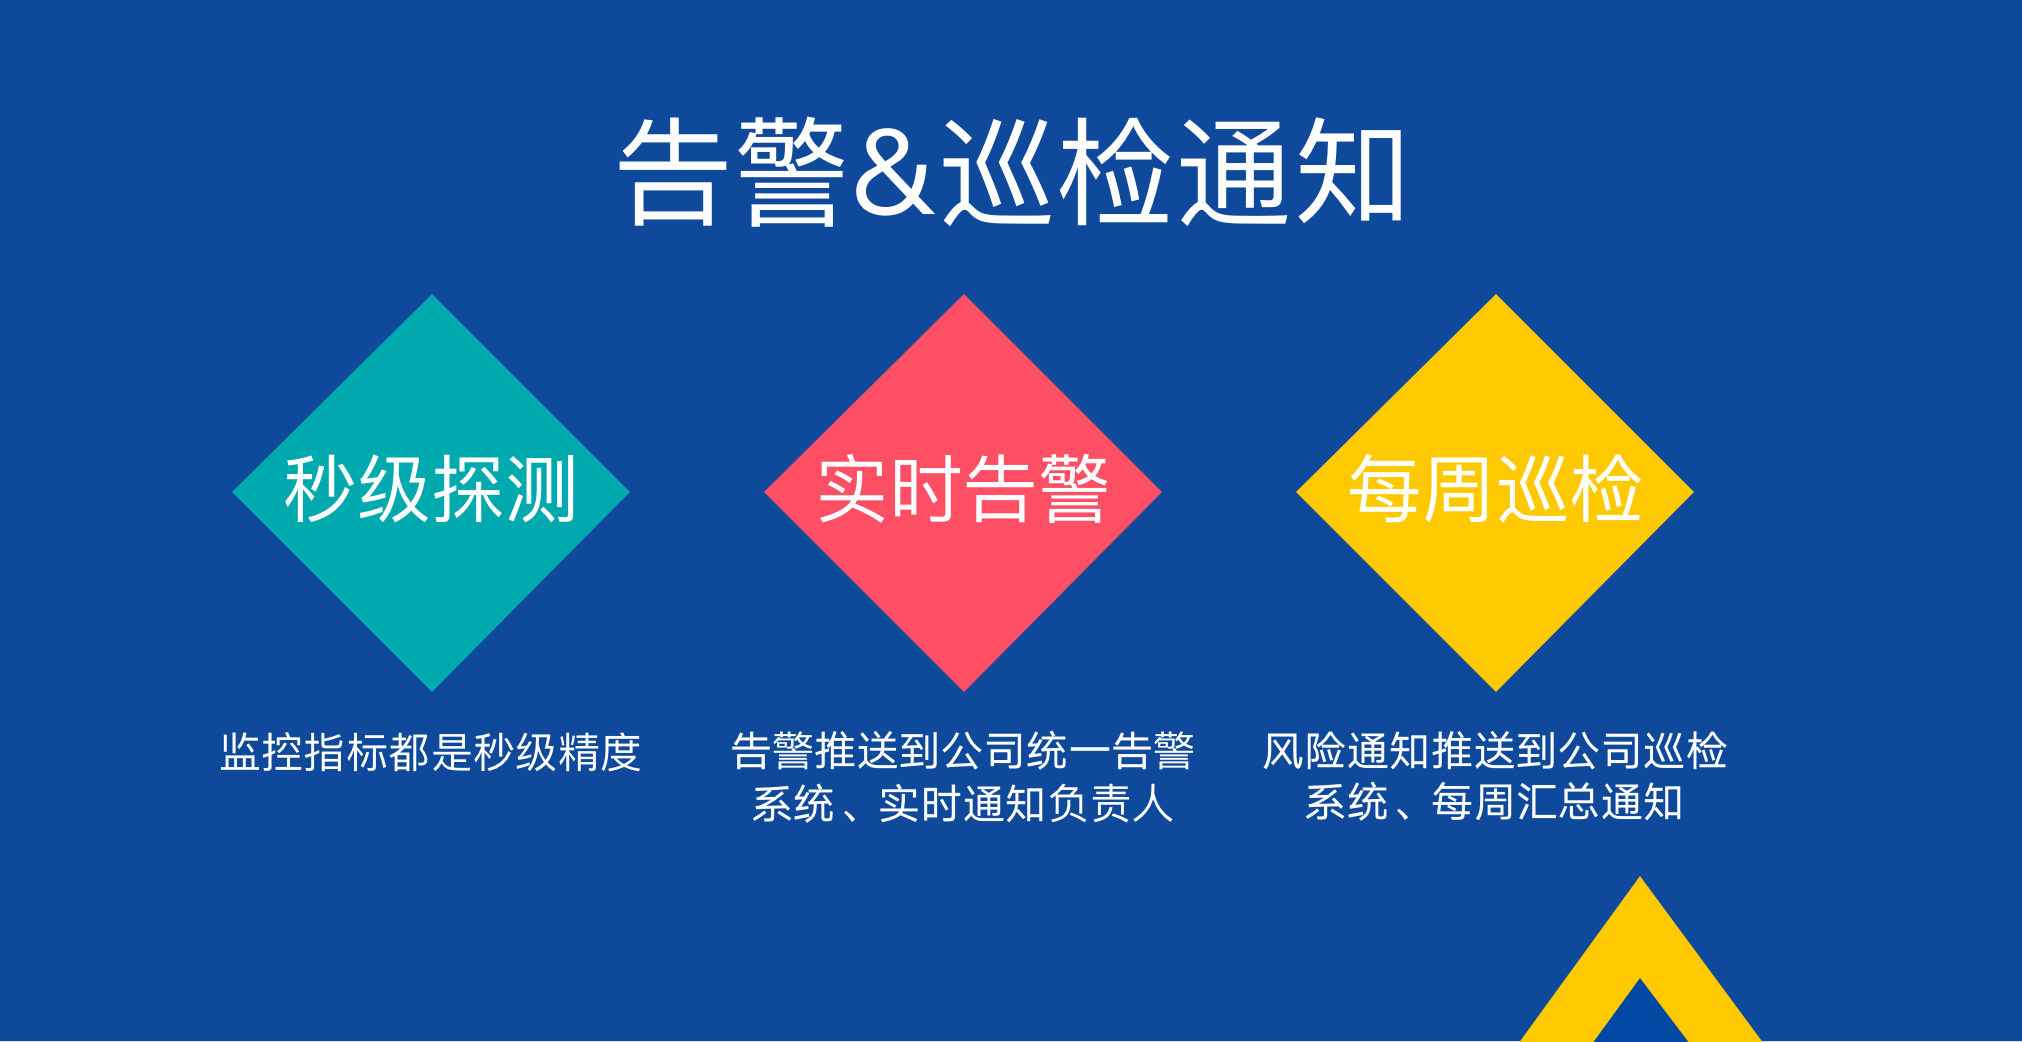 告警&巡检通知
秒级探测
实时告警
每周巡检
监控指标都是秒级精度
告警推送到公司统一告警
系统、实时通知负责人
风险通知推送到公司巡检
系统、每周汇总通知